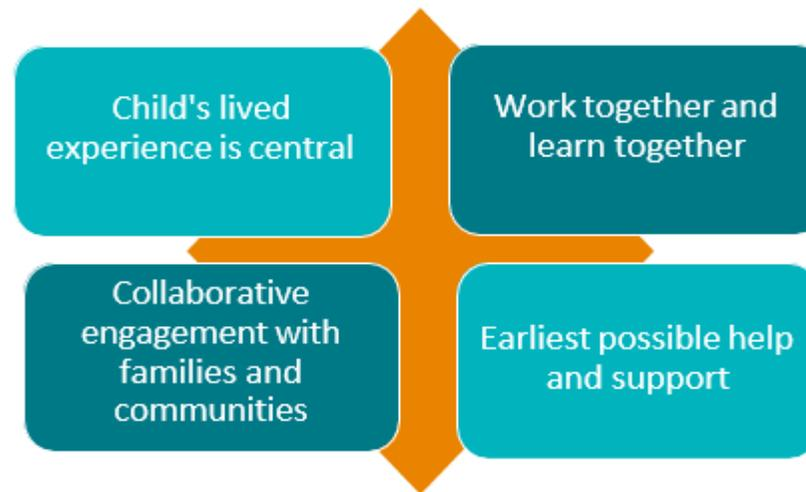 Child's lived
experience is central
Work together and
learn together
Collaborative
engagement with
families and
communities
Earliest possible help
and support